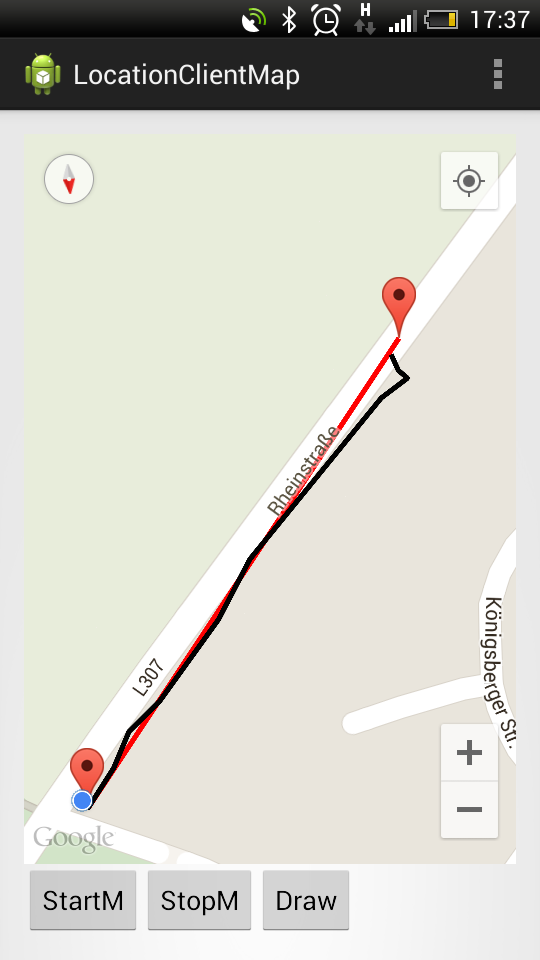 H
17:37
LocationClientMap
Rheinstraße
L307
Königsberger Str.
+
−
Google
StartM
StopM
Draw